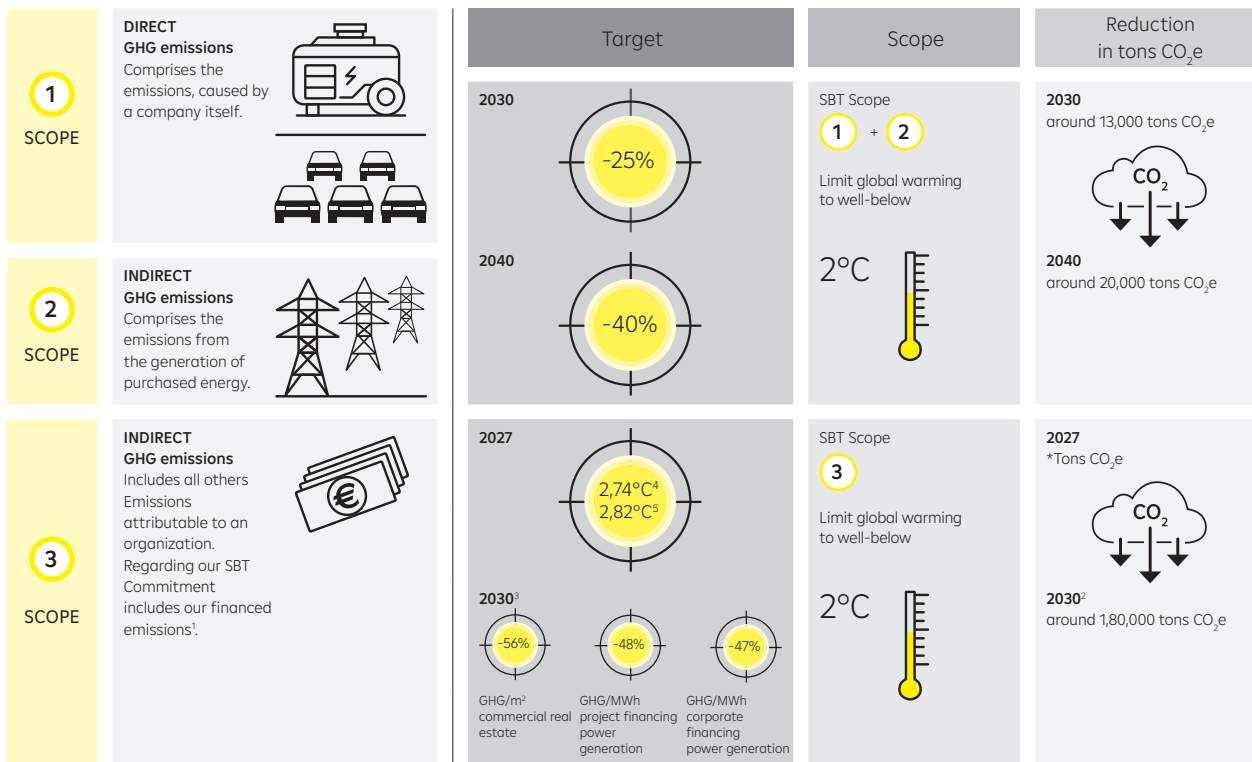 1
SCOPE
DIRECT
GHG emissions
Comprises the
emissions, caused by
a company itself.
2
SCOPE
INDIRECT
GHG emissions
Comprises the
emissions from
the generation of
purchased energy.
3
SCOPE
INDIRECT
GHG emissions
Includes all others
Emissions
attributable to an
organization.
Regarding our SBT
Commitment
includes our financed
emissions¹.
€
Target
2030
-25%
2040
-40%
2027
2,74°C⁴
2,82°C⁵
2030³
-56%
-48%
-47%
GHG/m²
commercial real
estate
GHG/MWh
project financing
power
generation
GHG/MWh
corporate
financing
power generation
Scope
SBT Scope
1 + 2
Limit global warming
to well-below
2°C
SBT Scope
3
Limit global warming
to well-below
2°C
Reduction
in tons CO₂e
2030
around 13,000 tons CO₂e
CO₂
2040
around 20,000 tons CO₂e
2027
*Tons CO₂e
CO₂
2030²
around 1,80,000 tons CO₂e